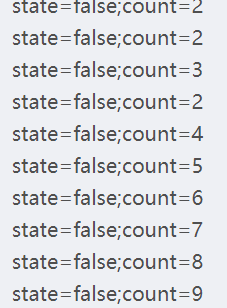 state=false;count=2
state=false;count=2
state=false;count=3
state=false;count=2
state=false;count=4
state=false;count=5
state=false;count=6
state=false;count=7
state=false;count=8
state=false;count=9